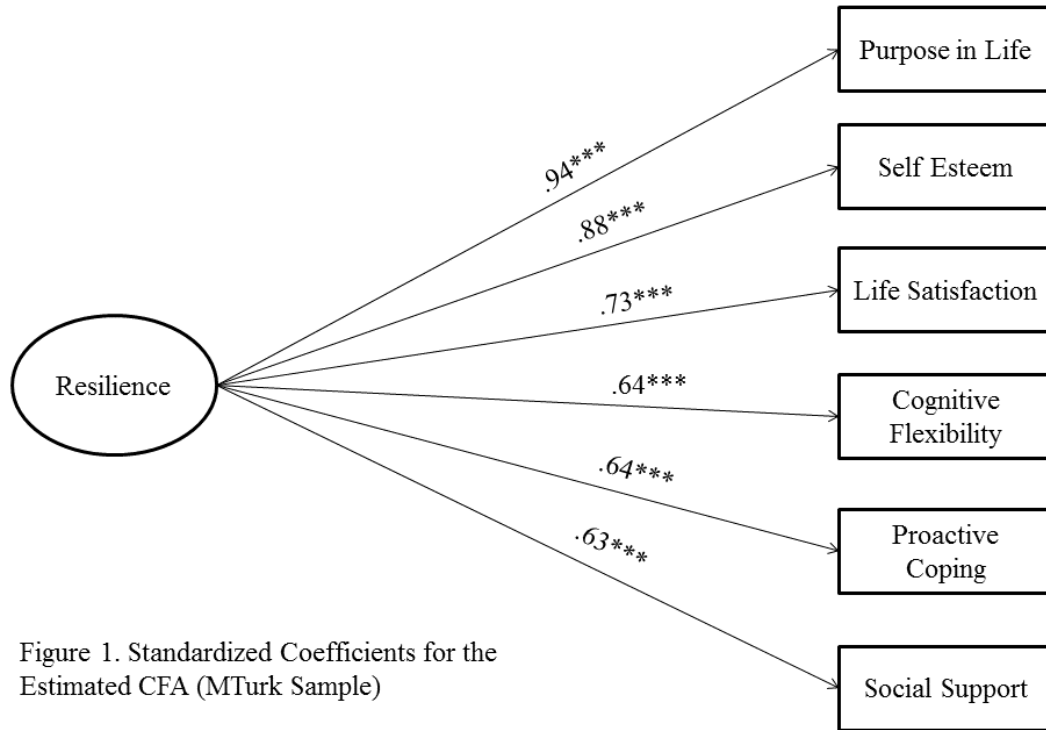 Purpose in Life
.94***
Self Esteem
.88***
Life Satisfaction
.73***
Resilience
.64***
Cognitive
Flexibility
.64***
Proactive
Coping
.63***
Social Support
Figure 1. Standardized Coefficients for the
Estimated CFA (MTurk Sample)